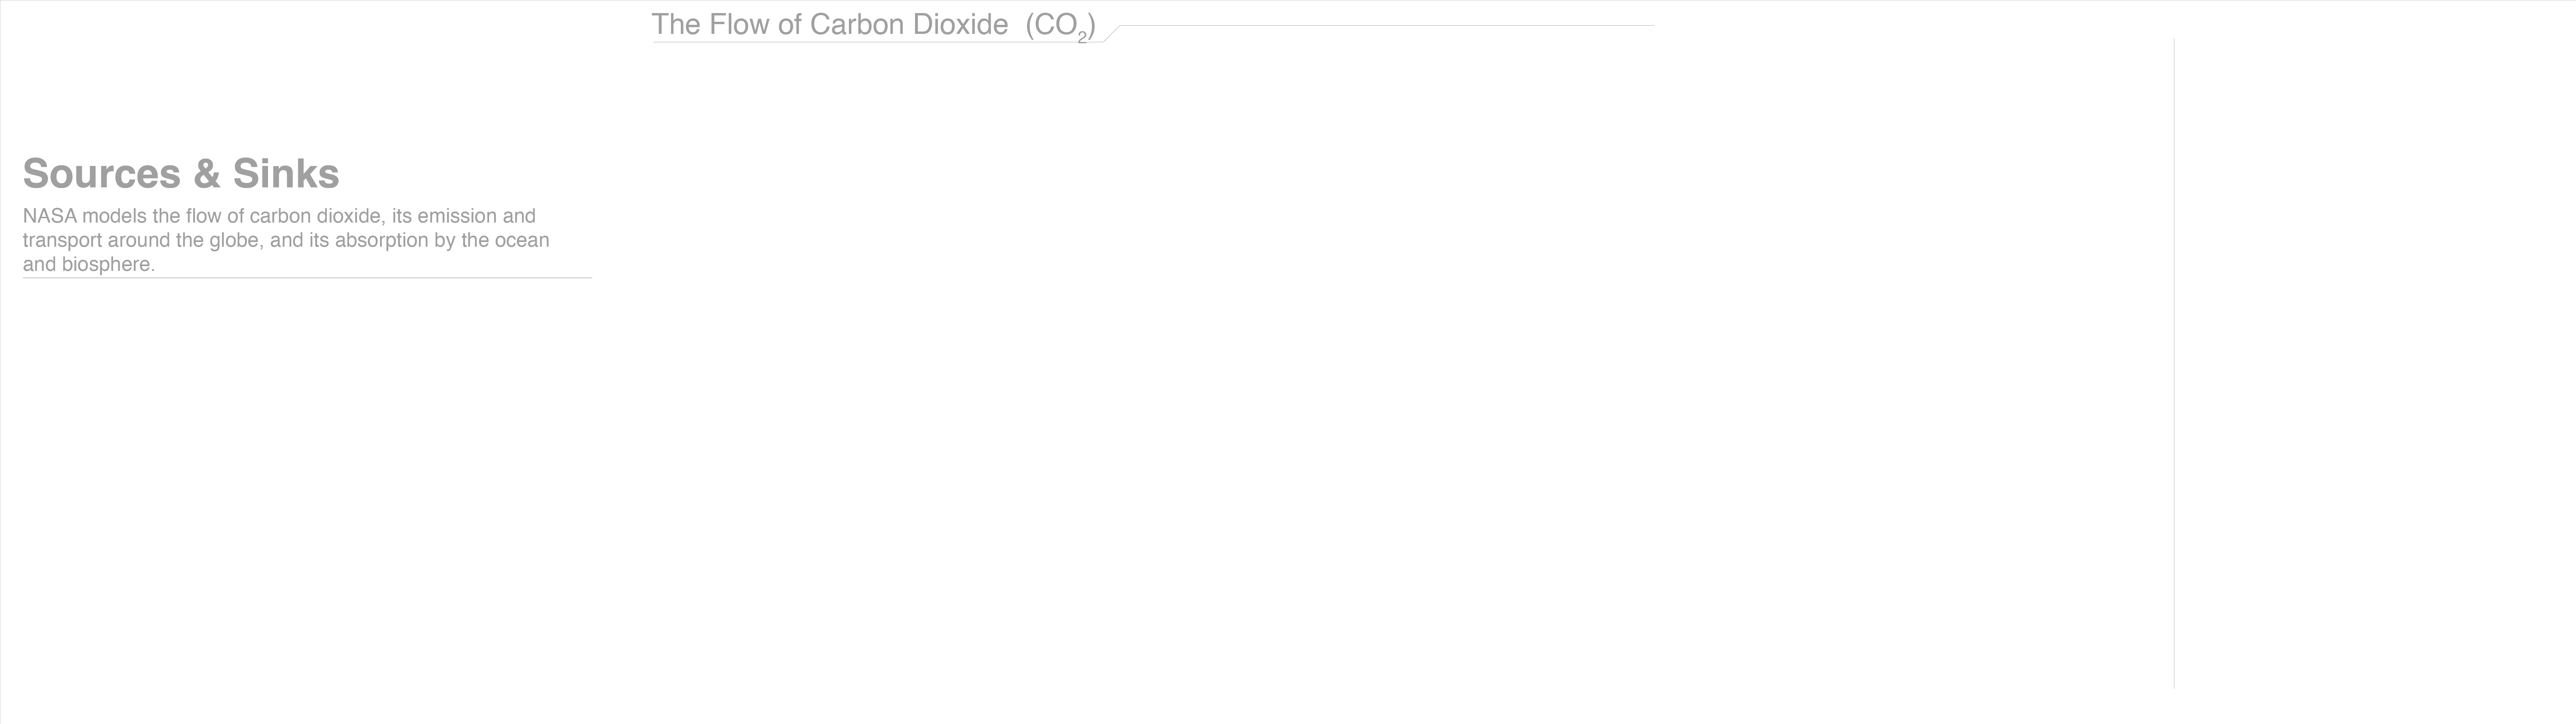 The Flow of Carbon Dioxide (CO₂)
Sources & Sinks
NASA models the flow of carbon dioxide, its emission and
transport around the globe, and its absorption by the ocean
and biosphere.